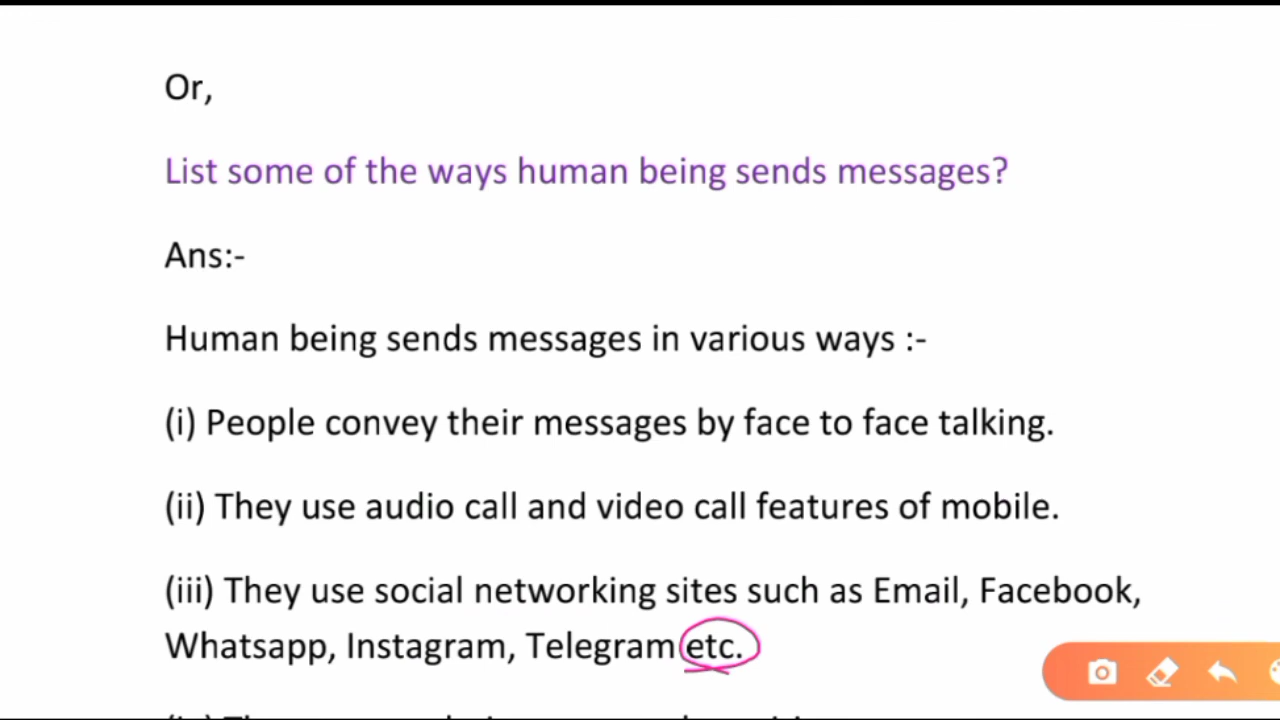 Or,
List some of the ways human being sends messages?
Ans:-
Human being sends messages in various ways :-
(i) People convey their messages by face to face talking.
(ii) They use audio call and video call features of mobile.
(iii) They use social networking sites such as Email, Facebook,
Whatsapp, Instagram, Telegram etc.